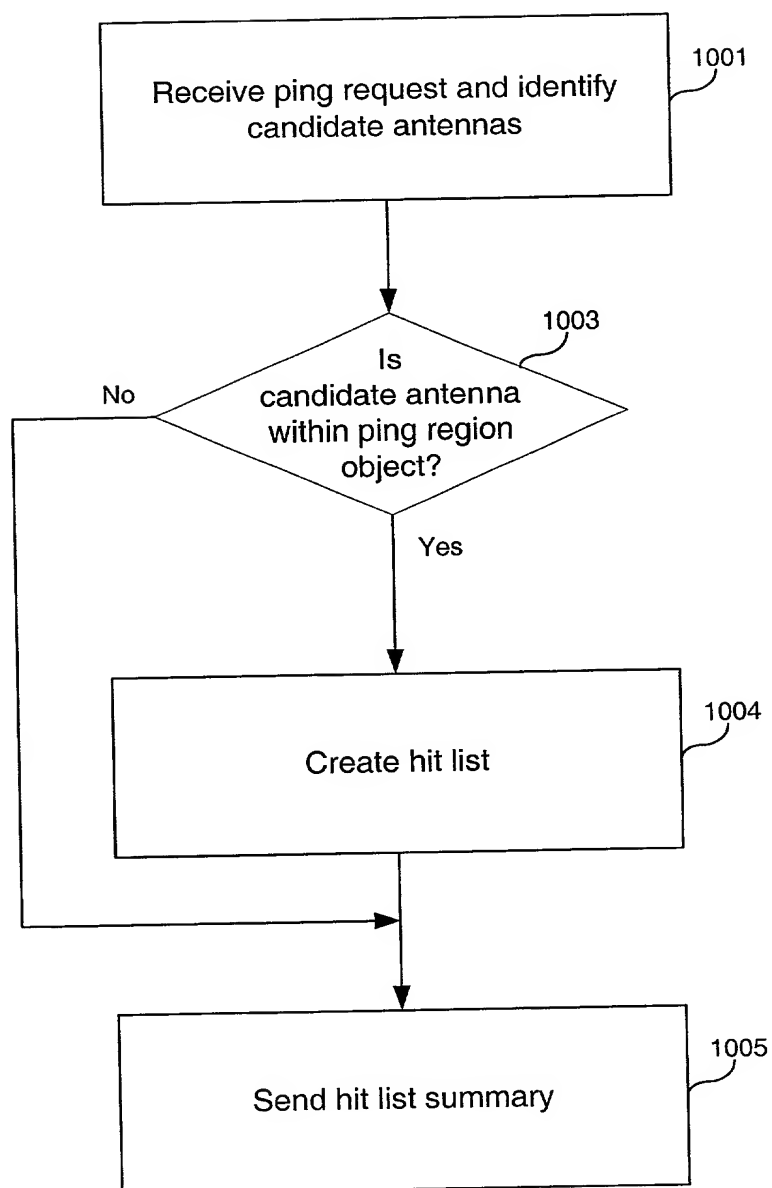 Receive ping request and identify
candidate antennas
1001
1003
Is
candidate antenna
within ping region
object?
No
Yes
1004
Create hit list
1005
Send hit list summary